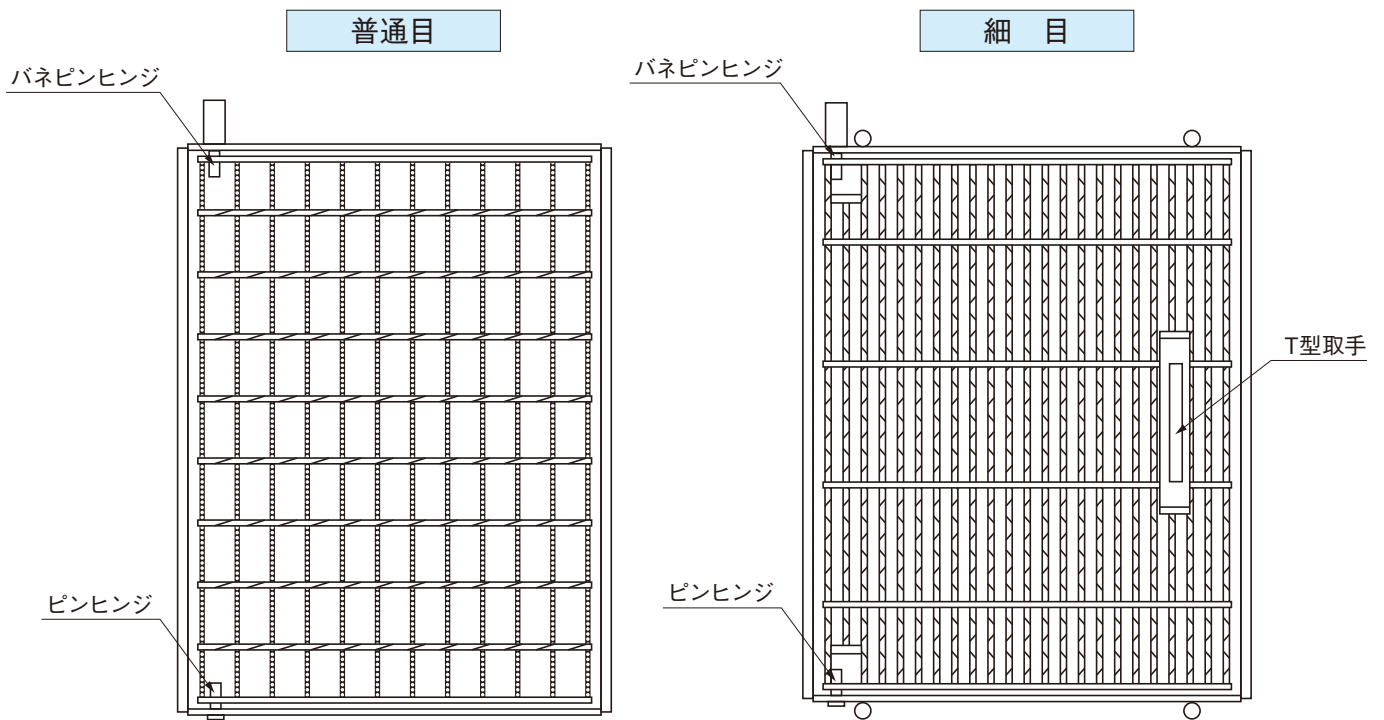 普通目
細　目
バネピンヒンジ
バネピンヒンジ
T型取手
ピンヒンジ
ピンヒンジ